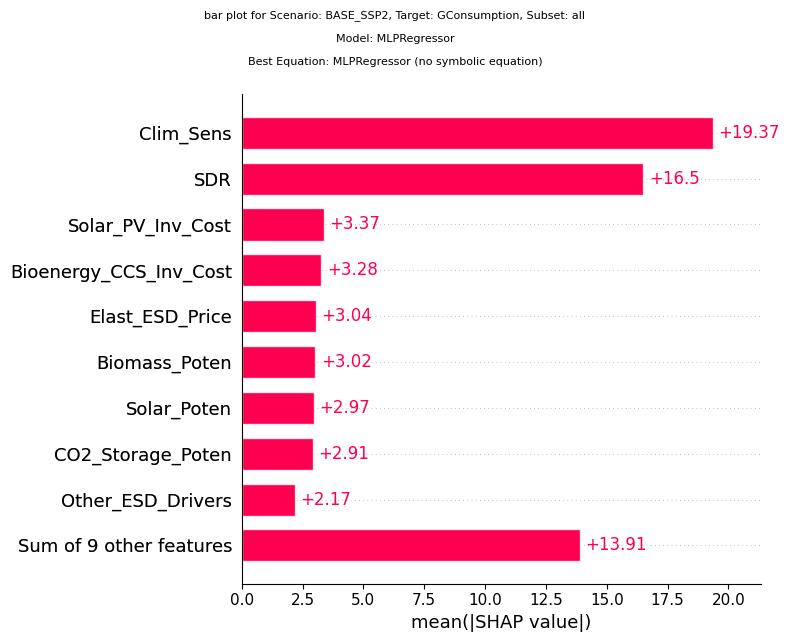 bar plot for Scenario: BASE_SSP2, Target: GConsumption, Subset: all
Model: MLPRegressor
Best Equation: MLPRegressor (no symbolic equation)
Clim_Sens +19.37
SDR +16.5
Solar_PV_Inv_Cost +3.37
Bioenergy_CCS_Inv_Cost +3.28
Elast_ESD_Price +3.04
Biomass_Poten +3.02
Solar_Poten +2.97
CO2_Storage_Poten +2.91
Other_ESD_Drivers +2.17
Sum of 9 other features +13.91
0.0 2.5 5.0 7.5 10.0 12.5 15.0 17.5 20.0
mean(|SHAP value|)